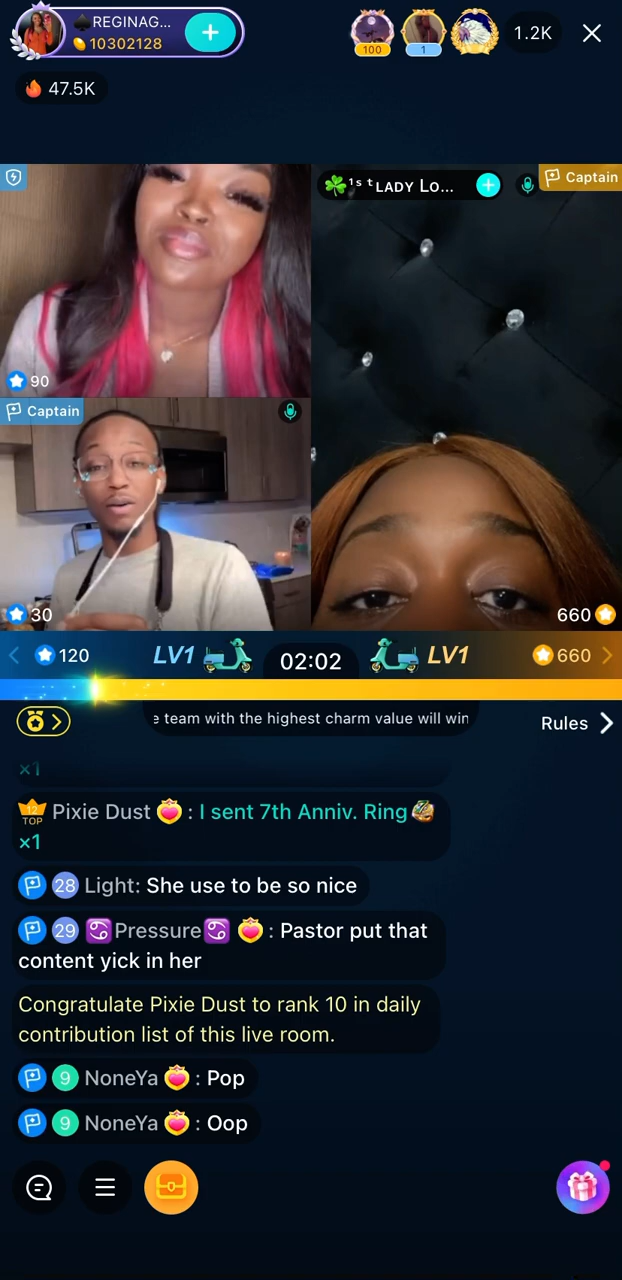 ♠REGINAG...
10302128
100
1
1.2K
47.5K
☘️¹ˢᵗLADY Lo...
Captain
90
Captain
30
660
120
LV1
02:02
LV1
660
e team with the highest charm value will win
Rules
×1
12
TOP
Pixie Dust : I sent 7th Anniv. Ring
×1
28 Light: She use to be so nice
29 ♋Pressure♋ : Pastor put that
content yick in her
Congratulate Pixie Dust to rank 10 in daily
contribution list of this live room.
9 NoneYa : Pop
9 NoneYa : Oop